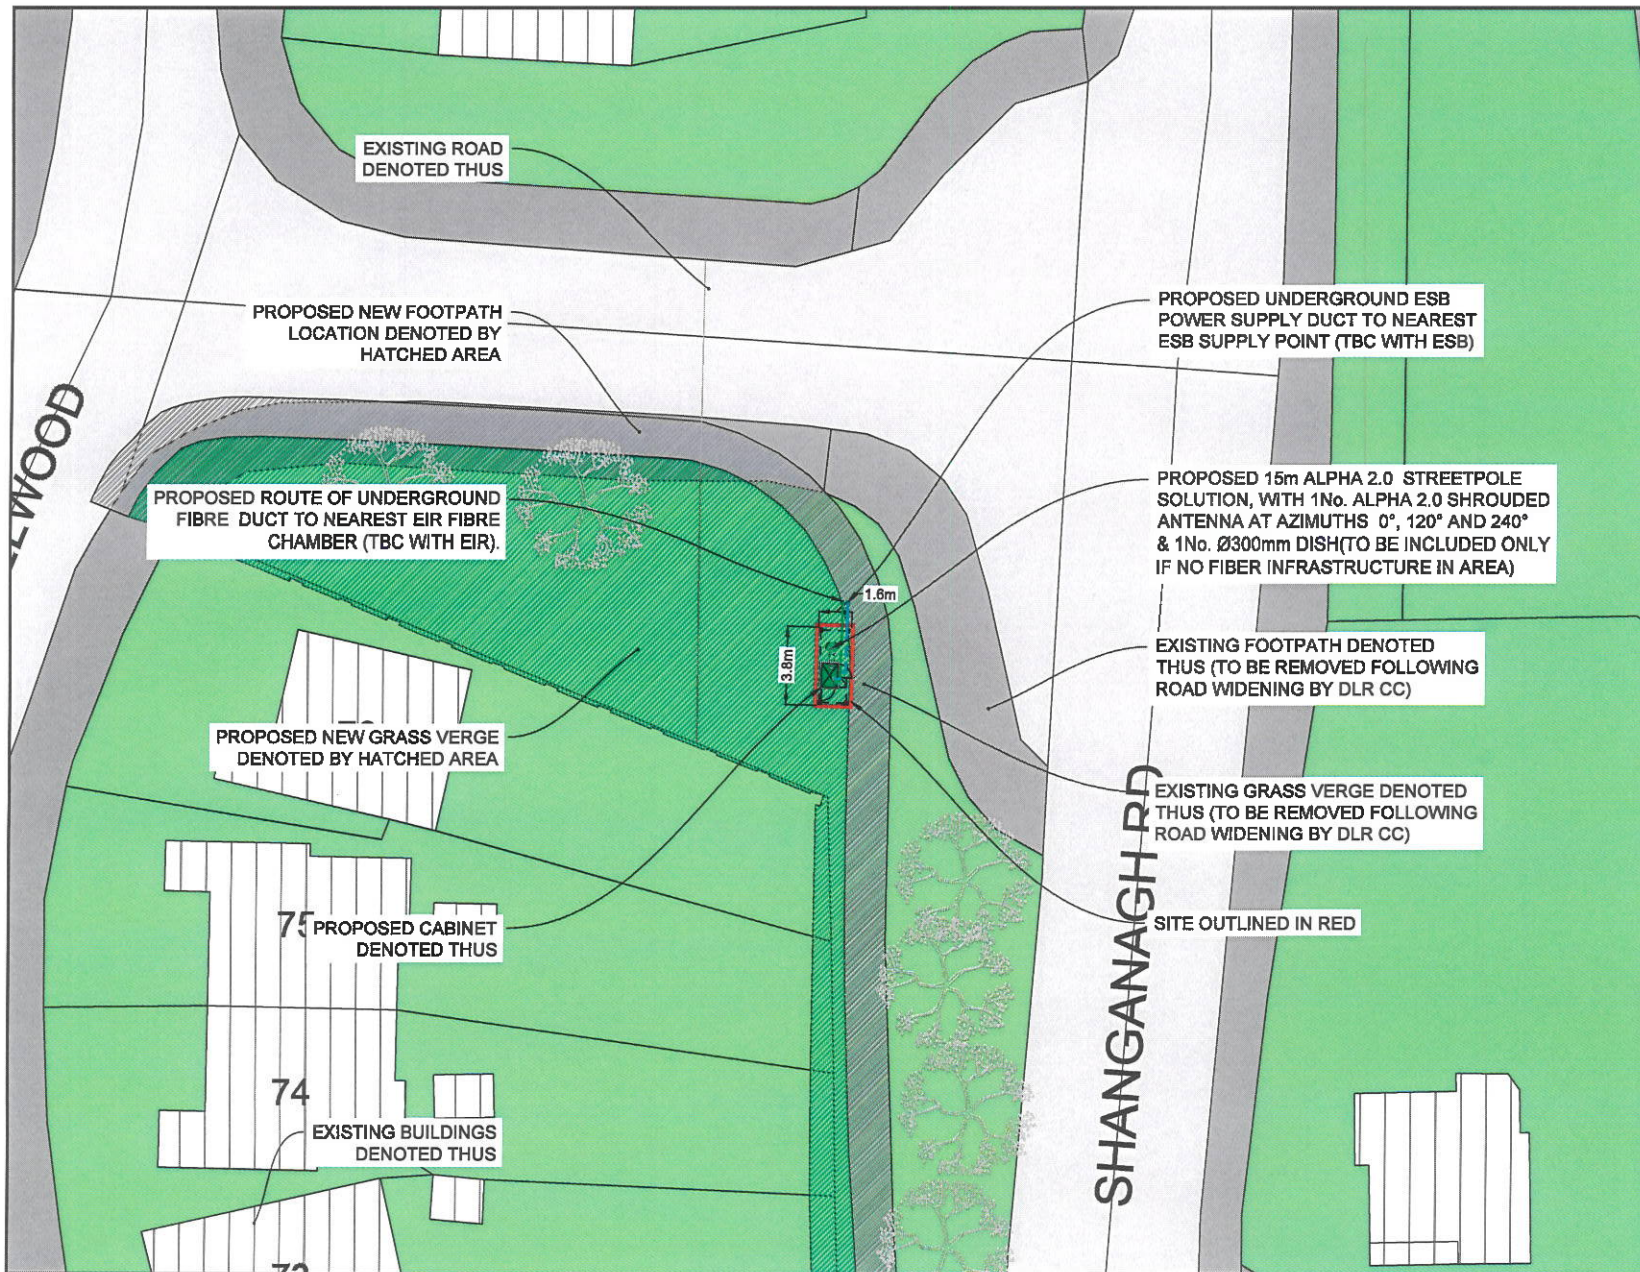 EXISTING ROAD
DENOTED THUS
PROPOSED NEW FOOTPATH
LOCATION DENOTED BY
HATCHED AREA
PROPOSED UNDERGROUND ESB
POWER SUPPLY DUCT TO NEAREST
ESB SUPPLY POINT (TBC WITH ESB)
PROPOSED ROUTE OF UNDERGROUND
FIBRE DUCT TO NEAREST EIR FIBRE
CHAMBER (TBC WITH EIR).
PROPOSED 15m ALPHA 2.0 STREETPOLE
SOLUTION, WITH 1No. ALPHA 2.0 SHROUDED
ANTENNA AT AZIMUTHS 0°, 120° AND 240°
& 1No. Ø300mm DISH(TO BE INCLUDED ONLY
IF NO FIBER INFRASTRUCTURE IN AREA)
1.6m
3.8m
EXISTING FOOTPATH DENOTED
THUS (TO BE REMOVED FOLLOWING
ROAD WIDENING BY DLR CC)
PROPOSED NEW GRASS VERGE
DENOTED BY HATCHED AREA
EXISTING GRASS VERGE DENOTED
THUS (TO BE REMOVED FOLLOWING
ROAD WIDENING BY DLR CC)
75
PROPOSED CABINET
DENOTED THUS
SITE OUTLINED IN RED
SHANGANAGH RD
74
EXISTING BUILDINGS
DENOTED THUS